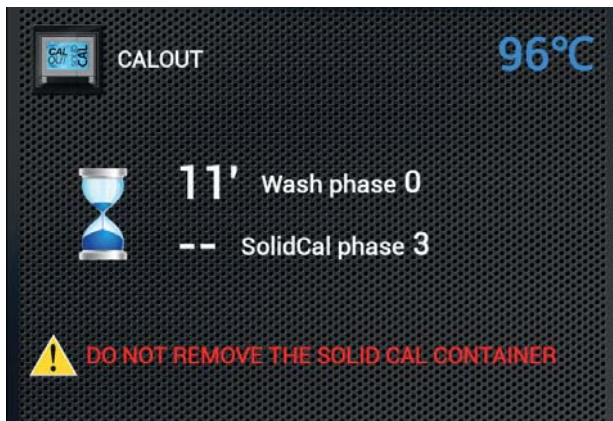 CAL
OUT
CAL
CALOUT
96°C
11' Wash phase 0
-- SolidCal phase 3
DO NOT REMOVE THE SOLID CAL CONTAINER